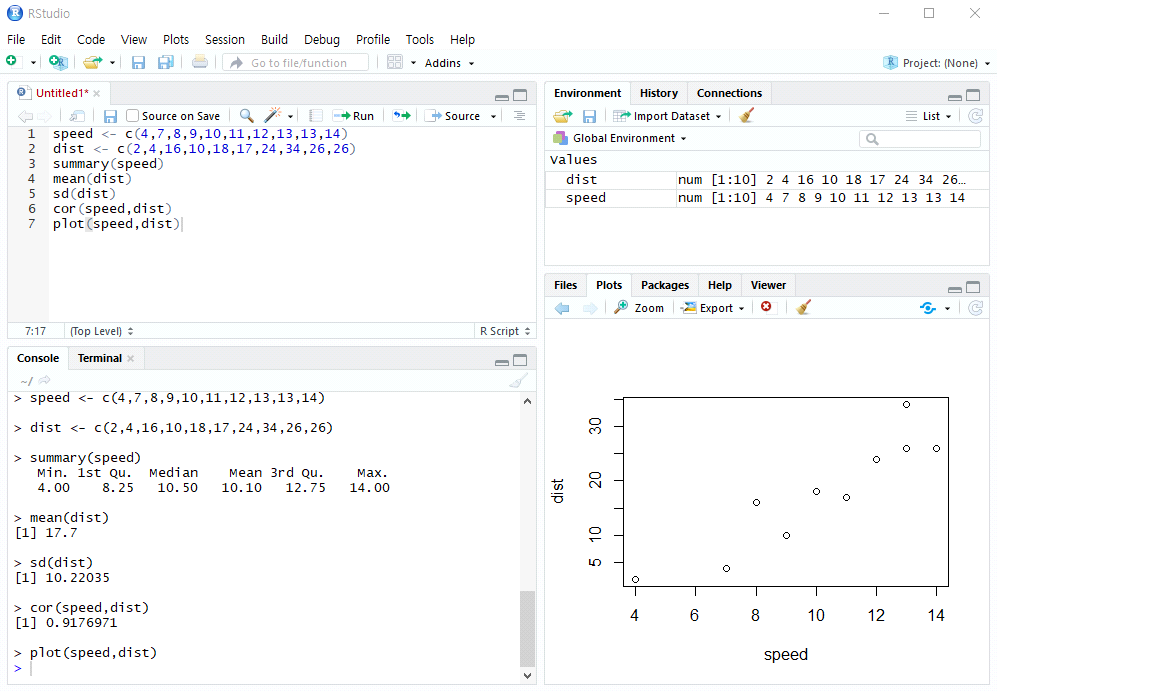 RStudio
File Edit Code View Plots Session Build Debug Profile Tools Help
Go to file/function Addins Project: (None)
Untitled1*
Source on Save Run Source
1 speed <- c(4,7,8,9,10,11,12,13,13,14)
2 dist <- c(2,4,16,10,18,17,24,34,26,26)
3 summary(speed)
4 mean(dist)
5 sd(dist)
6 cor(speed,dist)
7 plot(speed,dist)
7:17 (Top Level) R Script
Console Terminal
~/
> speed <- c(4,7,8,9,10,11,12,13,13,14)
> dist <- c(2,4,16,10,18,17,24,34,26,26)
> summary(speed)
Min. 1st Qu. Median Mean 3rd Qu. Max.
4.00 8.25 10.50 10.10 12.75 14.00
> mean(dist)
[1] 17.7
> sd(dist)
[1] 10.22035
> cor(speed,dist)
[1] 0.9176971
> plot(speed,dist)
>
Environment History Connections
Import Dataset List
Global Environment
Values
dist num [1:10] 2 4 16 10 18 17 24 34 26…
speed num [1:10] 4 7 8 9 10 11 12 13 13 14
Files Plots Packages Help Viewer
Zoom Export
30
20
10
5
dist
4 6 8 10 12 14
speed